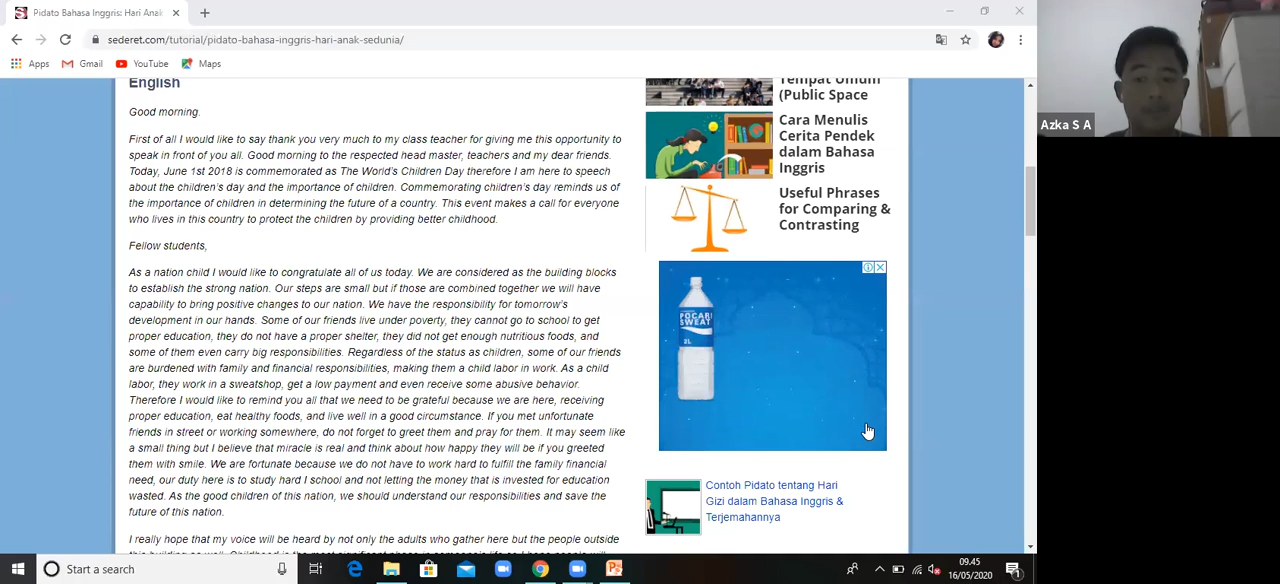 Pidato Bahasa Inggris: Hari Anak
sederet.com/tutorial/pidato-bahasa-inggris-hari-anak-sedunia/
Apps
Gmail
YouTube
Maps
English
Good morning.
First of all I would like to say thank you very much to my class teacher for giving me this opportunity to
speak in front of you all. Good morning to the respected head master, teachers and my dear friends.
Today, June 1st 2018 is commemorated as The World's Children Day therefore I am here to speech
about the children's day and the importance of children. Commemorating children's day reminds us of
the importance of children in determining the future of a country. This event makes a call for everyone
who lives in this country to protect the children by providing better childhood.
Fellow students,
As a nation child I would like to congratulate all of us today. We are considered as the building blocks
to establish the strong nation. Our steps are small but if those are combined together we will have
capability to bring positive changes to our nation. We have the responsibility for tomorrow's
development in our hands. Some of our friends live under poverty, they cannot go to school to get
proper education, they do not have a proper shelter, they did not get enough nutritious foods, and
some of them even carry big responsibilities. Regardless of the status as children, some of our friends
are burdened with family and financial responsibilities, making them a child labor in work. As a child
labor, they work in a sweatshop, get a low payment and even receive some abusive behavior.
Therefore I would like to remind you all that we need to be grateful because we are here, receiving
proper education, eat healthy foods, and live well in a good circumstance. If you met unfortunate
friends in street or working somewhere, do not forget to greet them and pray for them. It may seem like
a small thing but I believe that miracle is real and think about how happy they will be if you greeted
them with smile. We are fortunate because we do not have to work hard to fulfill the family financial
need, our duty here is to study hard I school and not letting the money that is invested for education
wasted. As the good children of this nation, we should understand our responsibilities and save the
future of this nation.
I really hope that my voice will be heard by not only the adults who gather here but the people outside
Tempat Umum
(Public Space
Cara Menulis
Cerita Pendek
dalam Bahasa
Inggris
Useful Phrases
for Comparing &
Contrasting
POCARI
SWEAT
2L
Contoh Pidato tentang Hari
Gizi dalam Bahasa Inggris &
Terjemahannya
Azka S A
Start a search
09.45
16/05/2020